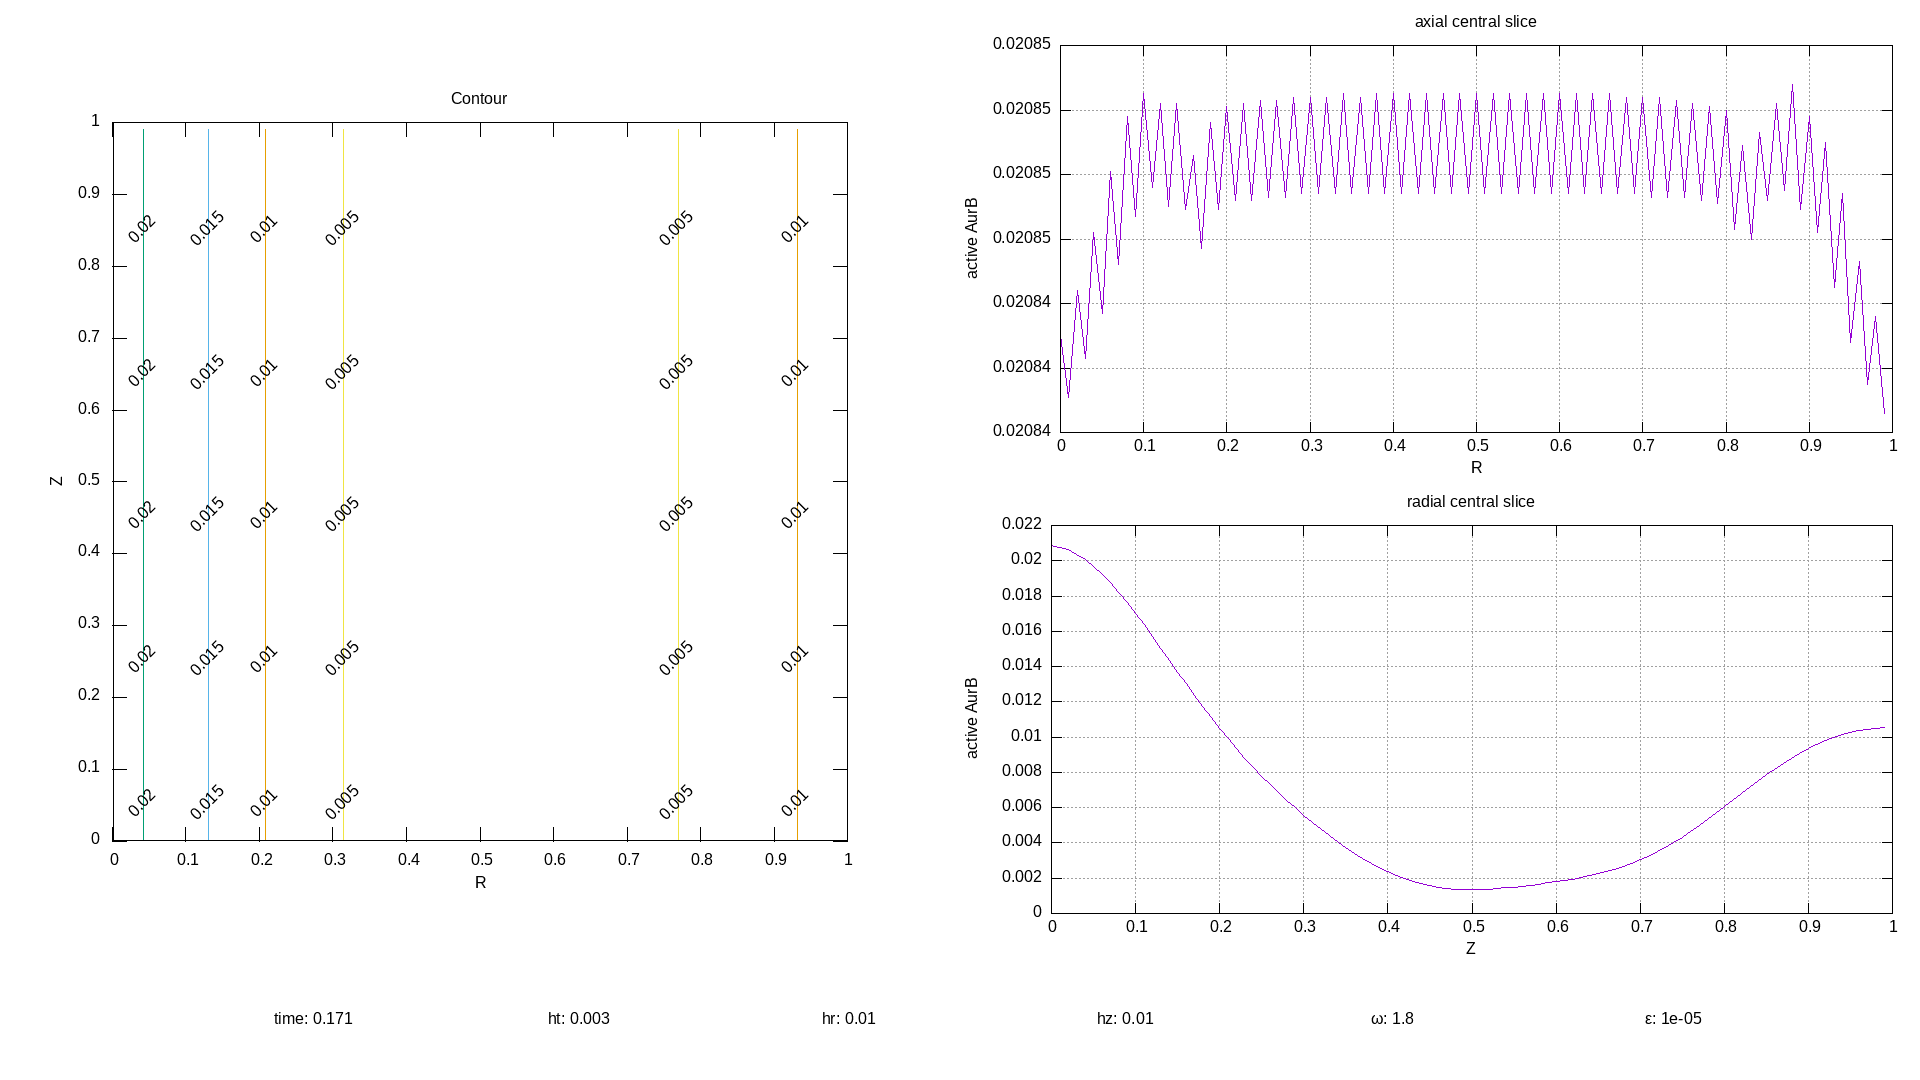 Contour
1
0.9
0.8
0.7
0.6
0.5
0.4
0.3
0.2
0.1
0
Z
0.02 0.015 0.01 0.005 0.005 0.01
0.02 0.015 0.01 0.005 0.005 0.01
0.02 0.015 0.01 0.005 0.005 0.01
0.02 0.015 0.01 0.005 0.005 0.01
0.02 0.015 0.01 0.005 0.005 0.01
0 0.1 0.2 0.3 0.4 0.5 0.6 0.7 0.8 0.9 1
R
axial central slice
0.02085
0.02085
0.02085
0.02085
0.02084
0.02084
0.02084
active AurB
0 0.1 0.2 0.3 0.4 0.5 0.6 0.7 0.8 0.9 1
R
radial central slice
0.022
0.02
0.018
0.016
0.014
0.012
0.01
0.008
0.006
0.004
0.002
0
active AurB
0 0.1 0.2 0.3 0.4 0.5 0.6 0.7 0.8 0.9 1
Z
time: 0.171 ht: 0.003 hr: 0.01 hz: 0.01 ω: 1.8 ε: 1e-05